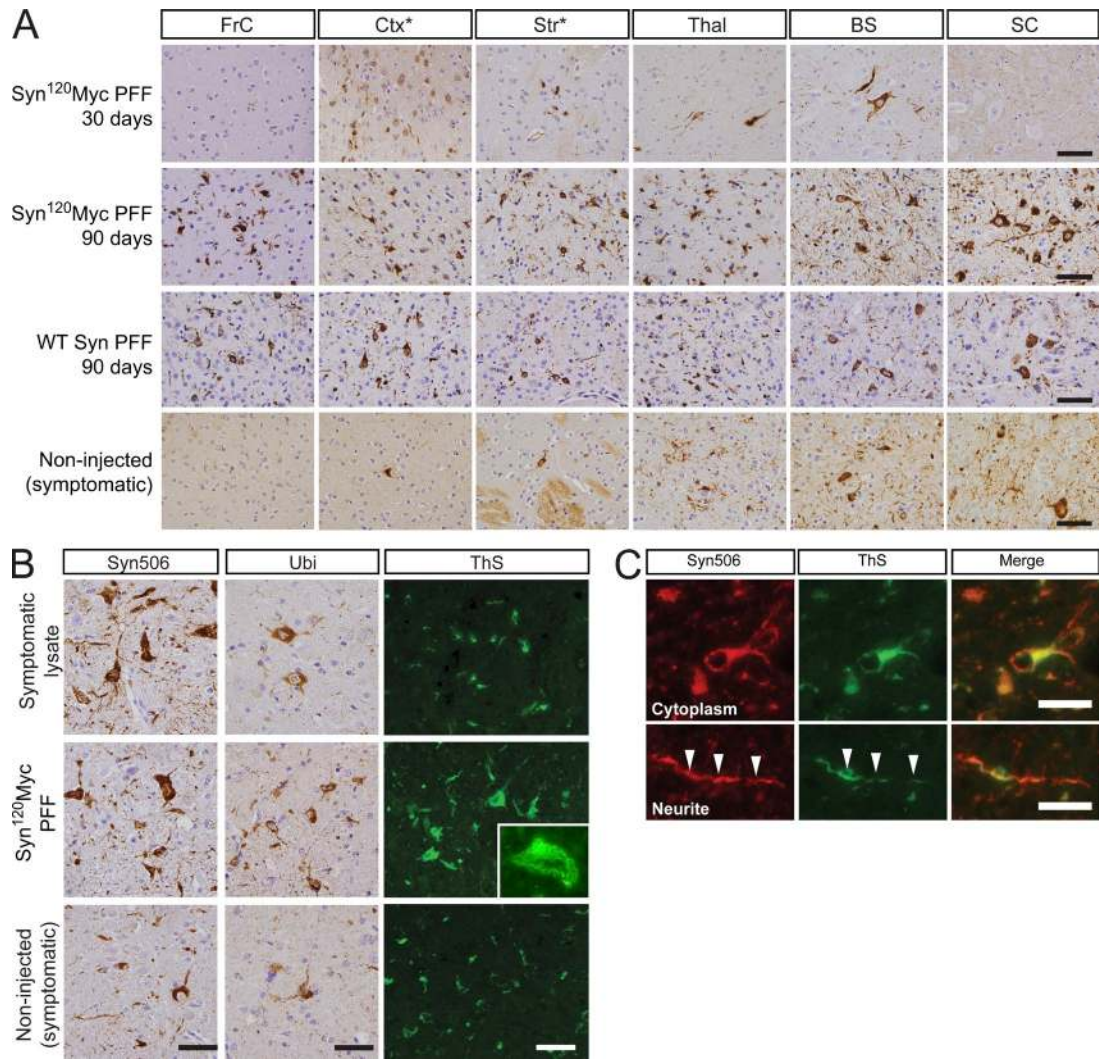 A
FrC
Ctx*
Str*
Thal
BS
SC
Syn¹²⁰Myc PFF
30 days
Syn¹²⁰Myc PFF
90 days
WT Syn PFF
90 days
Non-injected
(symptomatic)
B
Syn506
Ubi
ThS
Symptomatic
lysate
Syn¹²⁰Myc
PFF
Non-injected
(symptomatic)
C
Syn506
ThS
Merge
Cytoplasm
Neurite